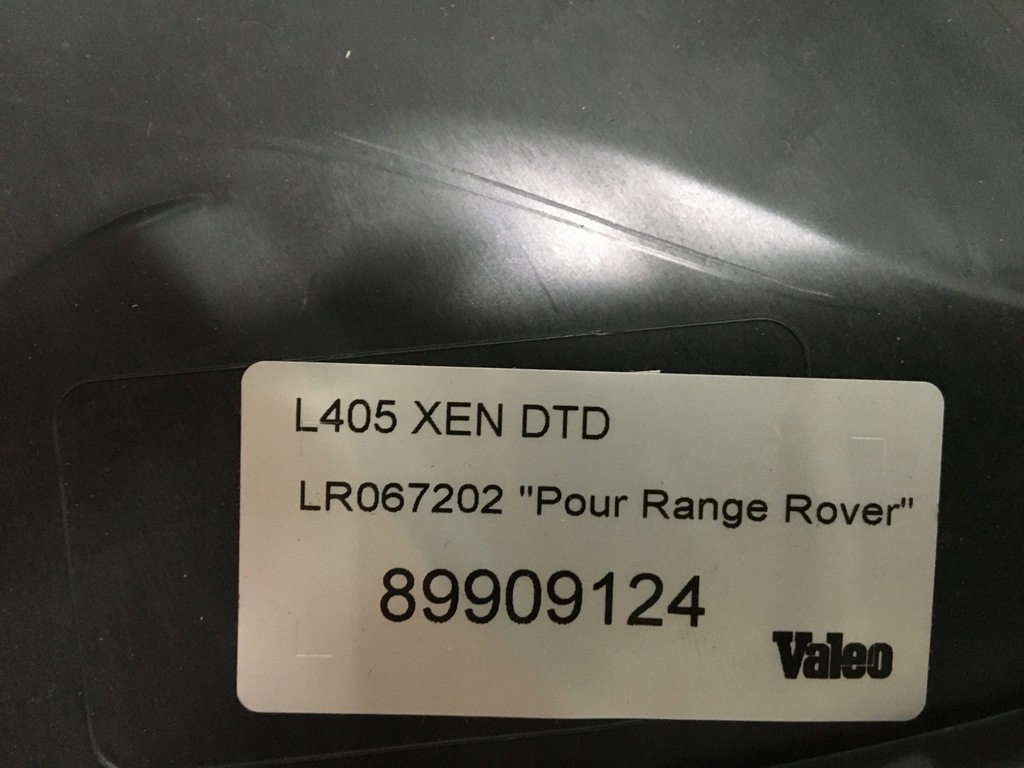 L405 XEN DTD
LR067202 "Pour Range Rover"
89909124
Valeo